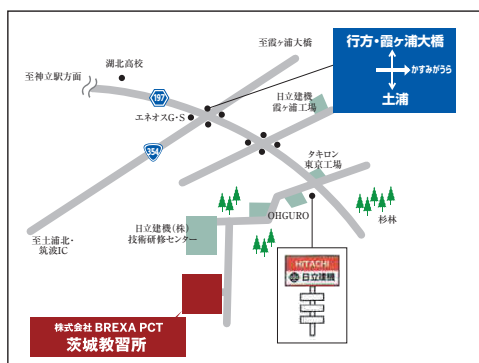 至霞ヶ浦大橋
行方・霞ヶ浦大橋
かすみがうら
土浦
湖北高校
至神立駅方面
197
エネオスG・S
日立建機
霞ヶ浦工場
354
タキロン
東京工場
OHGURO
杉林
至土浦北・
筑波IC
日立建機(株)
技術研修センター
HITACHI
日立建機
株式会社 BREXA PCT
茨城教習所